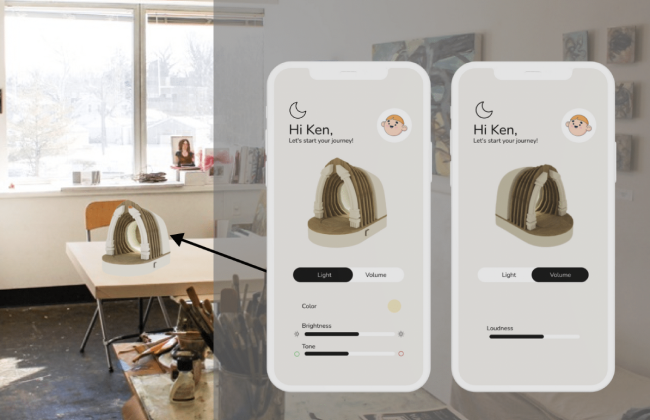 Hi Ken,
Let's start your journey!
Light Volume
Color
Brightness
Tone
Hi Ken,
Let's start your journey!
Light Volume
Loudness